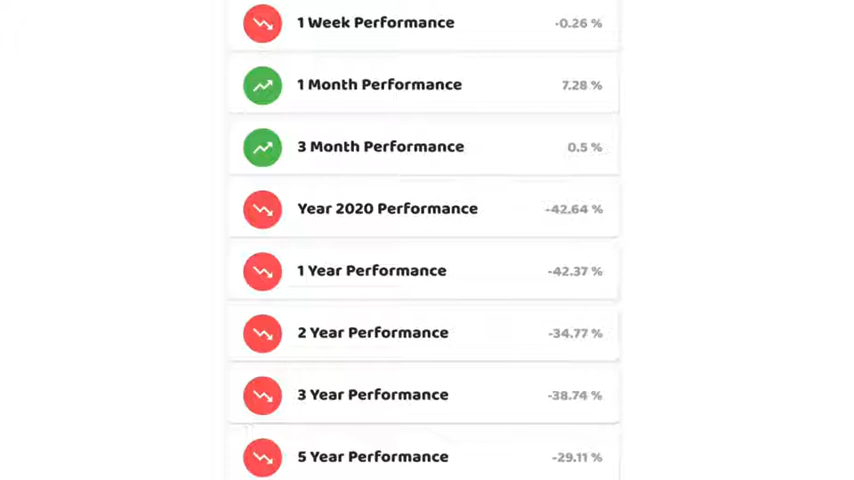 1 Week Performance -0.26 %
1 Month Performance 7.28 %
3 Month Performance 0.5 %
Year 2020 Performance -42.64 %
1 Year Performance -42.37 %
2 Year Performance -34.77 %
3 Year Performance -38.74 %
5 Year Performance -29.11 %